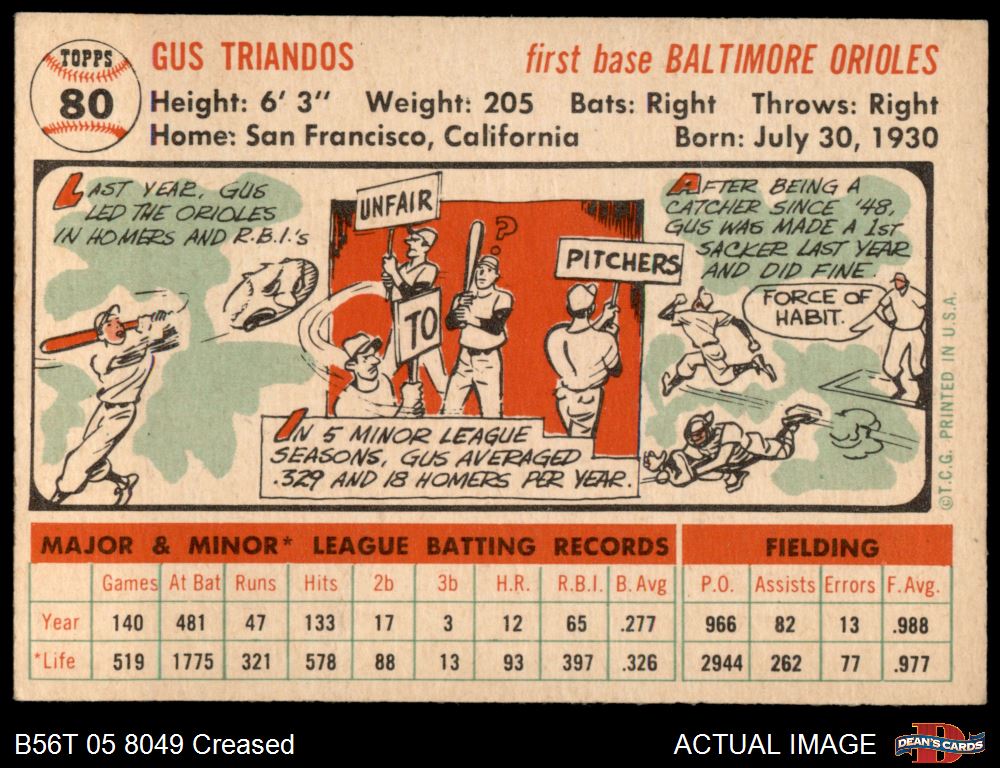 TOPPS
80
GUS TRIANDOS
first base BALTIMORE ORIOLES
Height: 6' 3" Weight: 205 Bats: Right Throws: Right
Home: San Francisco, California Born: July 30, 1930
LAST YEAR, GUS
LED THE ORIOLES
IN HOMERS AND R.B.I.'s
UNFAIR
TO
PITCHERS
?
IN 5 MINOR LEAGUE
SEASONS, GUS AVERAGED
.329 AND 18 HOMERS PER YEAR.
AFTER BEING A
CATCHER SINCE '48,
GUS WAS MADE A 1st
SACKER LAST YEAR
AND DID FINE.
FORCE OF
HABIT.
©T.C.G. PRINTED IN U.S.A.
MAJOR & MINOR* LEAGUE BATTING RECORDS FIELDING
Games At Bat Runs Hits 2b 3b H.R. R.B.I. B. Avg P.O. Assists Errors F. Avg.
Year 140 481 47 133 17 3 12 65 .277 966 82 13 .988
*Life 519 1775 321 578 88 13 93 397 .326 2944 262 77 .977
B56T 05 8049 Creased
ACTUAL IMAGE
DEAN'S CARDS